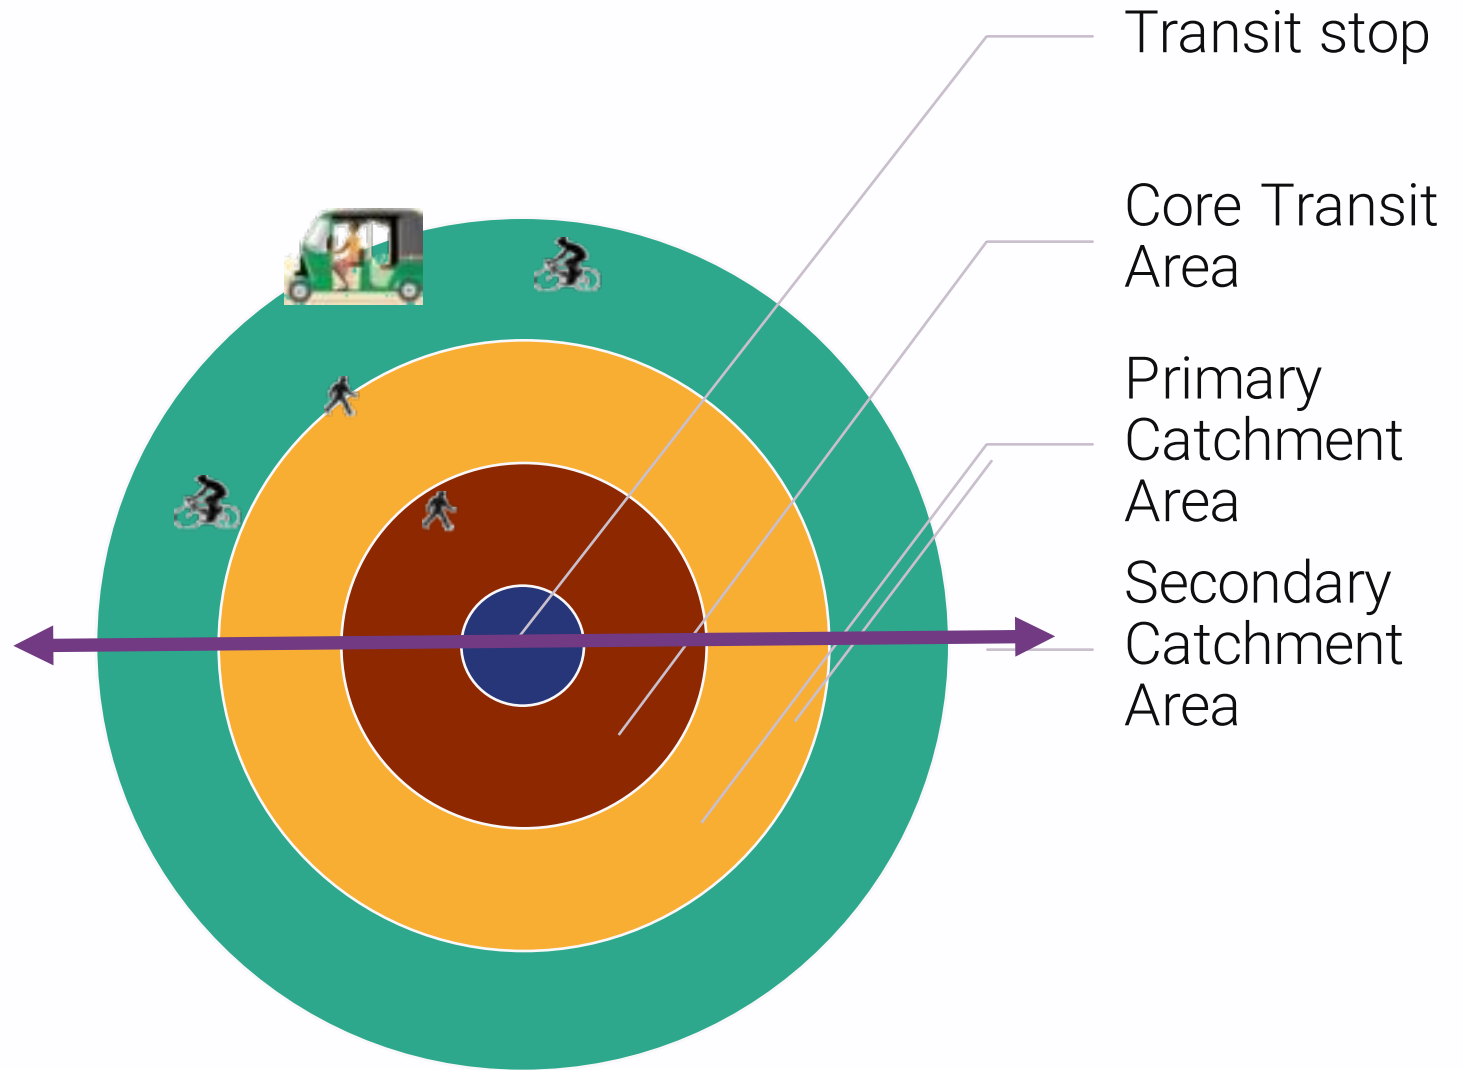 Transit stop
Core Transit
Area
Primary
Catchment
Area
Secondary
Catchment
Area